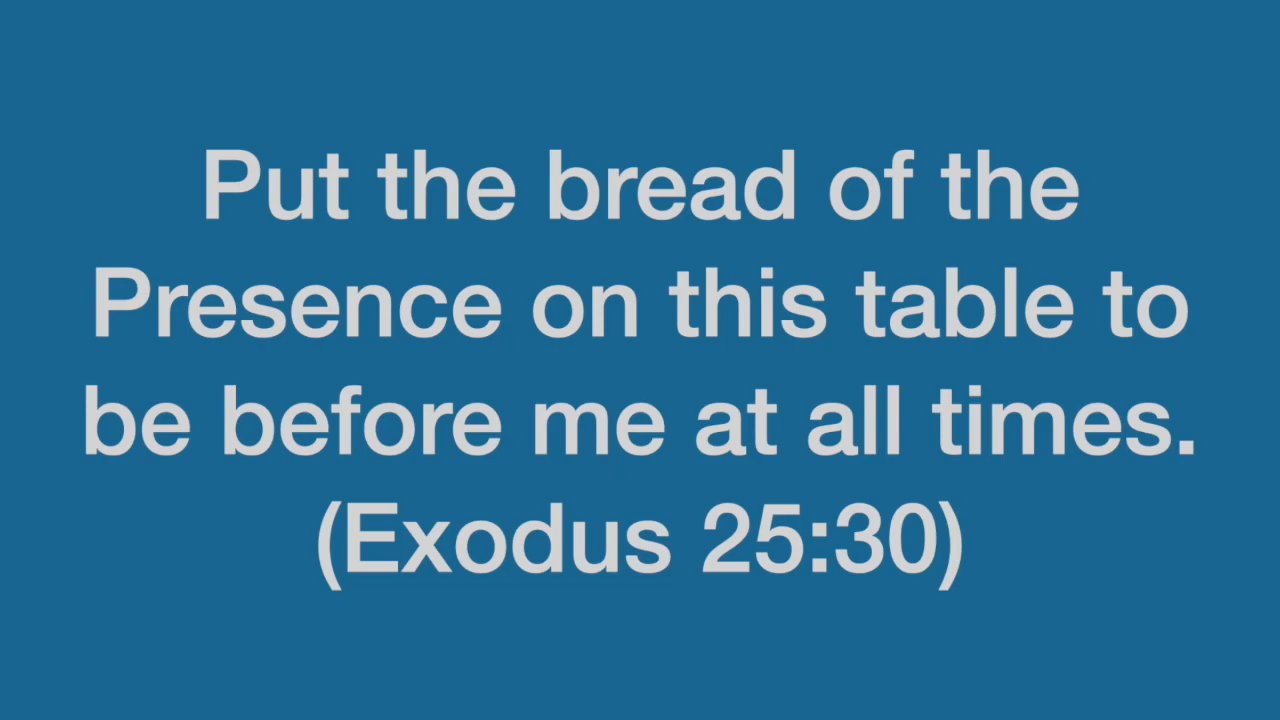 Put the bread of the
Presence on this table to
be before me at all times.
(Exodus 25:30)